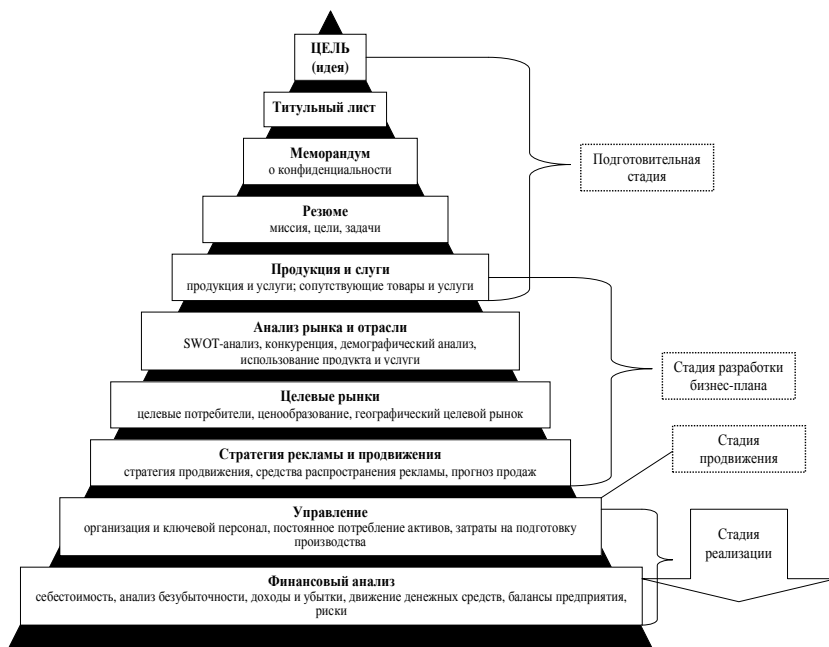 ЦЕЛЬ
(идея)
Титульный лист
Меморандум
о конфиденциальности
Резюме
миссия, цели, задачи
Продукция и слуги
продукция и услуги; сопутствующие товары и услуги
Анализ рынка и отрасли
SWOT-анализ, конкуренция, демографический анализ,
использование продукта и услуги
Целевые рынки
целевые потребители, ценообразование, географический целевой рынок
Стратегия рекламы и продвижения
стратегия продвижения, средства распространения рекламы, прогноз продаж
Управление
организация и ключевой персонал, постоянное потребление активов, затраты на подготовку
производства
Финансовый анализ
себестоимость, анализ безубыточности, доходы и убытки, движение денежных средств, балансы предприятия,
риски
Подготовительная
стадия
Стадия разработки
бизнес-плана
Стадия
продвижения
Стадия
реализации